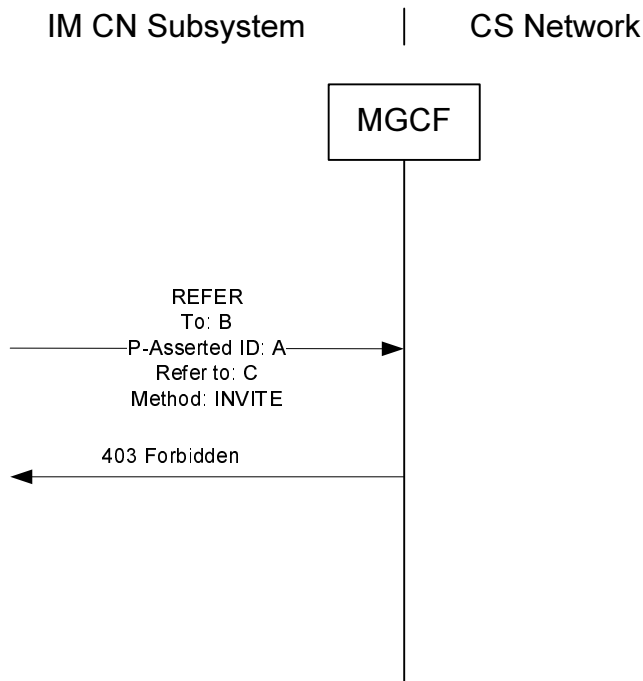 IM CN Subsystem
CS Network
MGCF
REFER
To: B
P-Asserted ID: A
Refer to: C
Method: INVITE
403 Forbidden